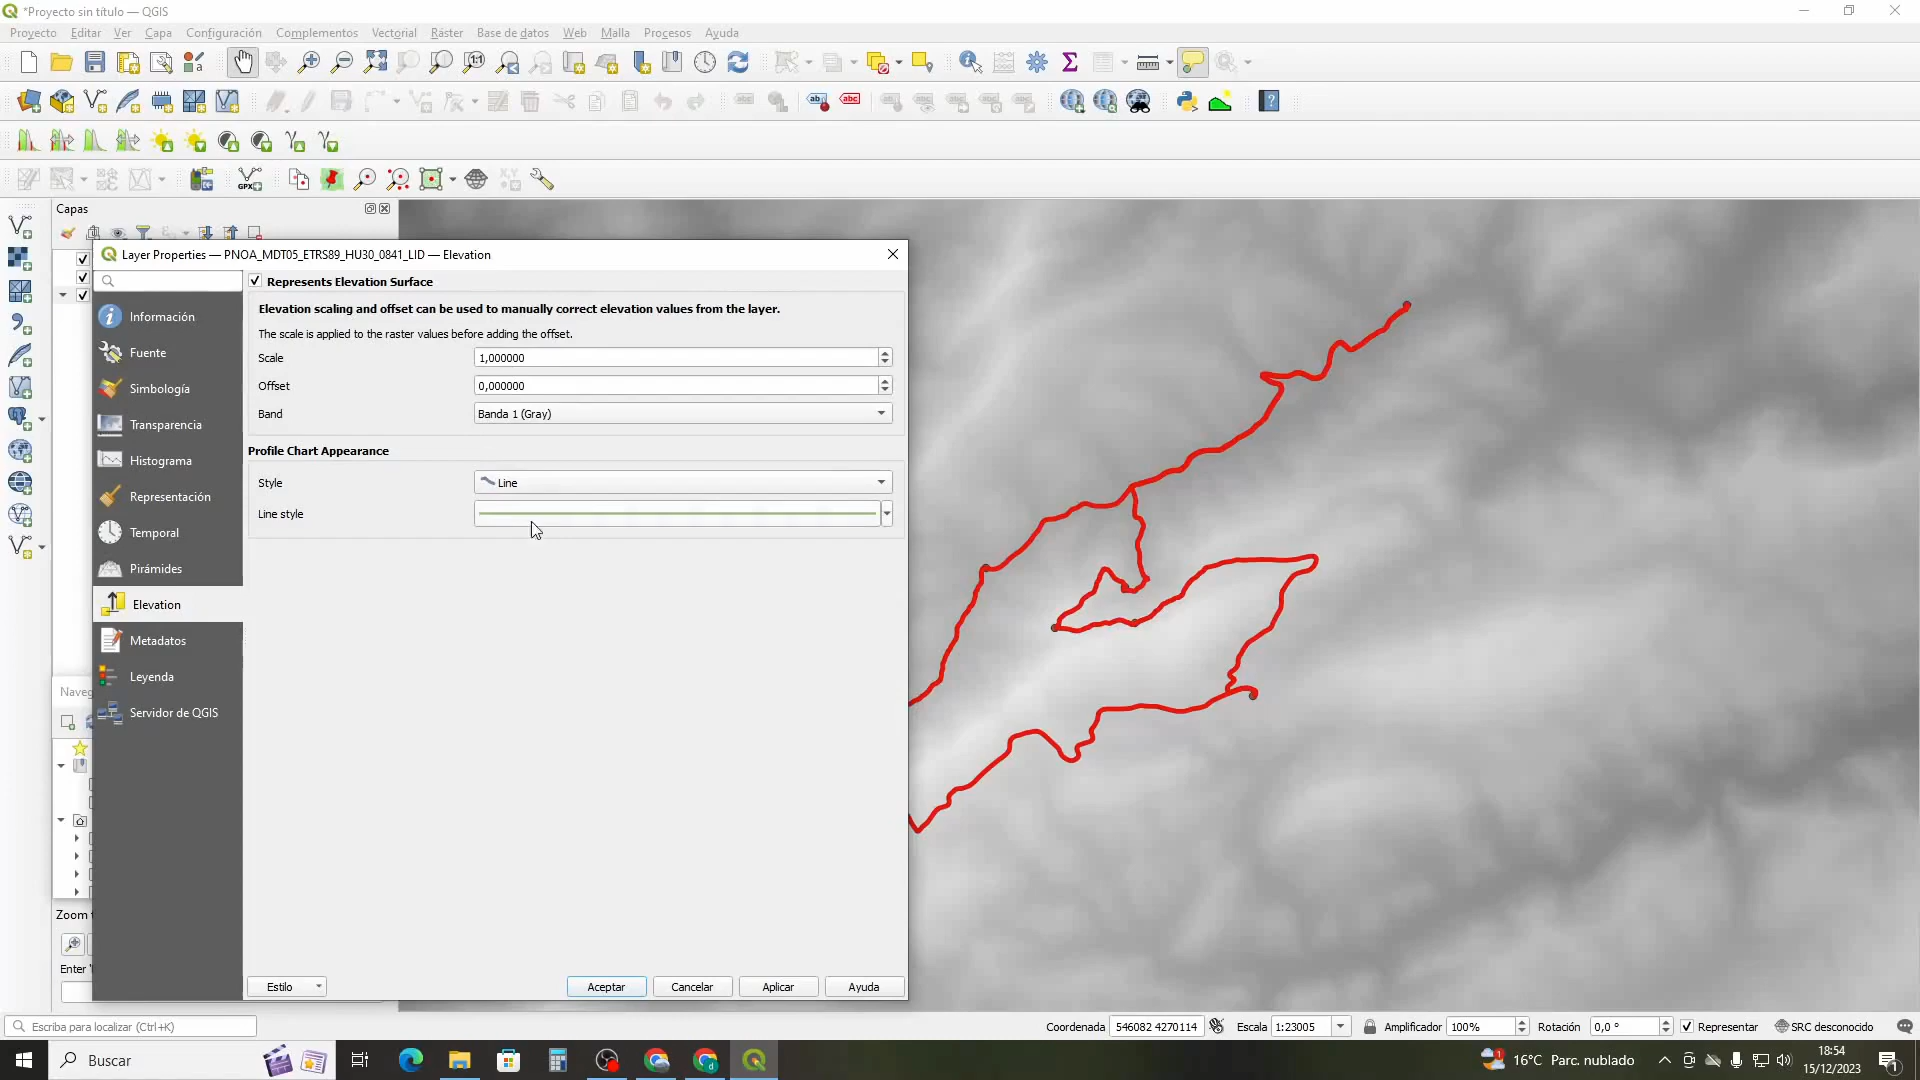 *Proyecto sin título — QGIS
Proyecto Editar Ver Capa Configuración Complementos Vectorial Ráster Base de datos Web Malla Procesos Ayuda
Capas
Layer Properties — PNOA_MDT05_ETRS89_HU30_0841_LID — Elevation
Represents Elevation Surface
Elevation scaling and offset can be used to manually correct elevation values from the layer.
The scale is applied to the raster values before adding the offset.
Scale 1,000000
Offset 0,000000
Band Banda 1 (Gray)
Profile Chart Appearance
Style Line
Line style
Información
Fuente
Simbología
Transparencia
Histograma
Representación
Temporal
Pirámides
Elevation
Metadatos
Leyenda
Servidor de QGIS
Naveg
Zoom t
Enter '
Estilo Aceptar Cancelar Aplicar Ayuda
Escriba para localizar (Ctrl+K) Coordenada 546082 4270114 Escala 1:23005 Amplificador 100% Rotación 0,0 ° Representar SRC desconocido
Buscar 16°C Parc. nublado 18:54
15/12/2023